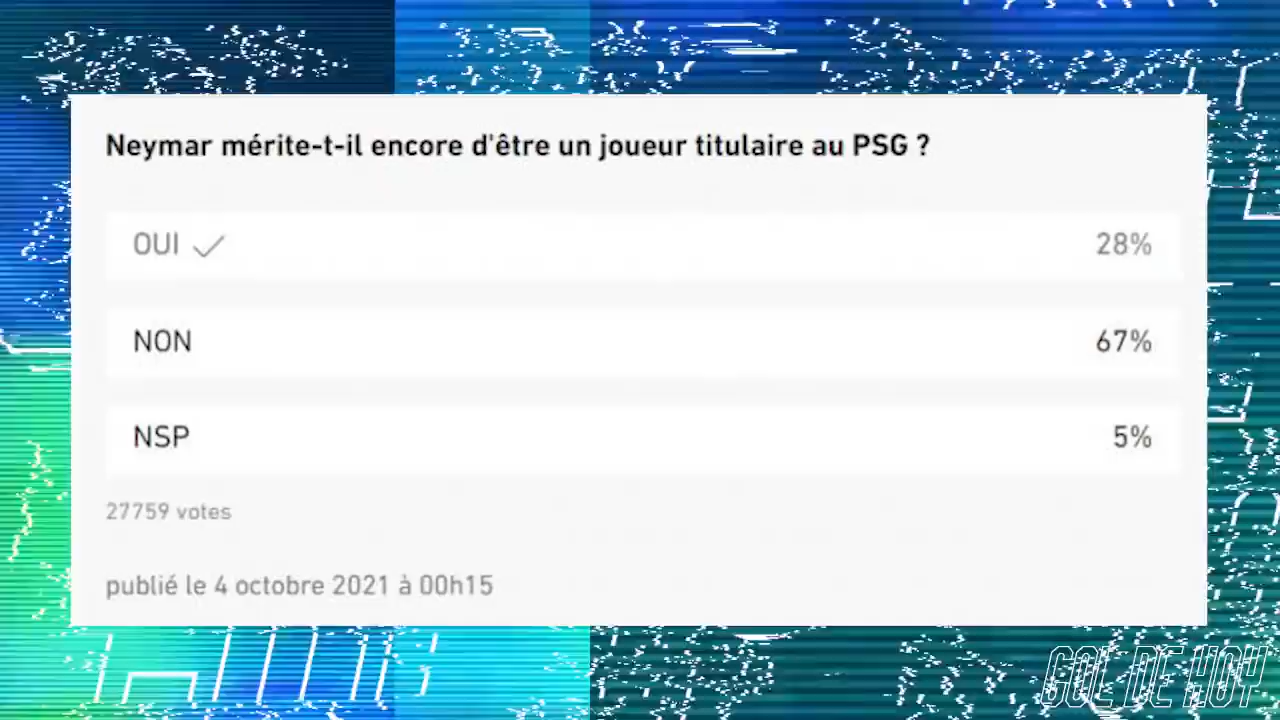 Neymar mérite-t-il encore d'être un joueur titulaire au PSG ?
OUI ✓ 28%
NON 67%
NSP 5%
27759 votes
publié le 4 octobre 2021 à 00h15
GOL DE HOY